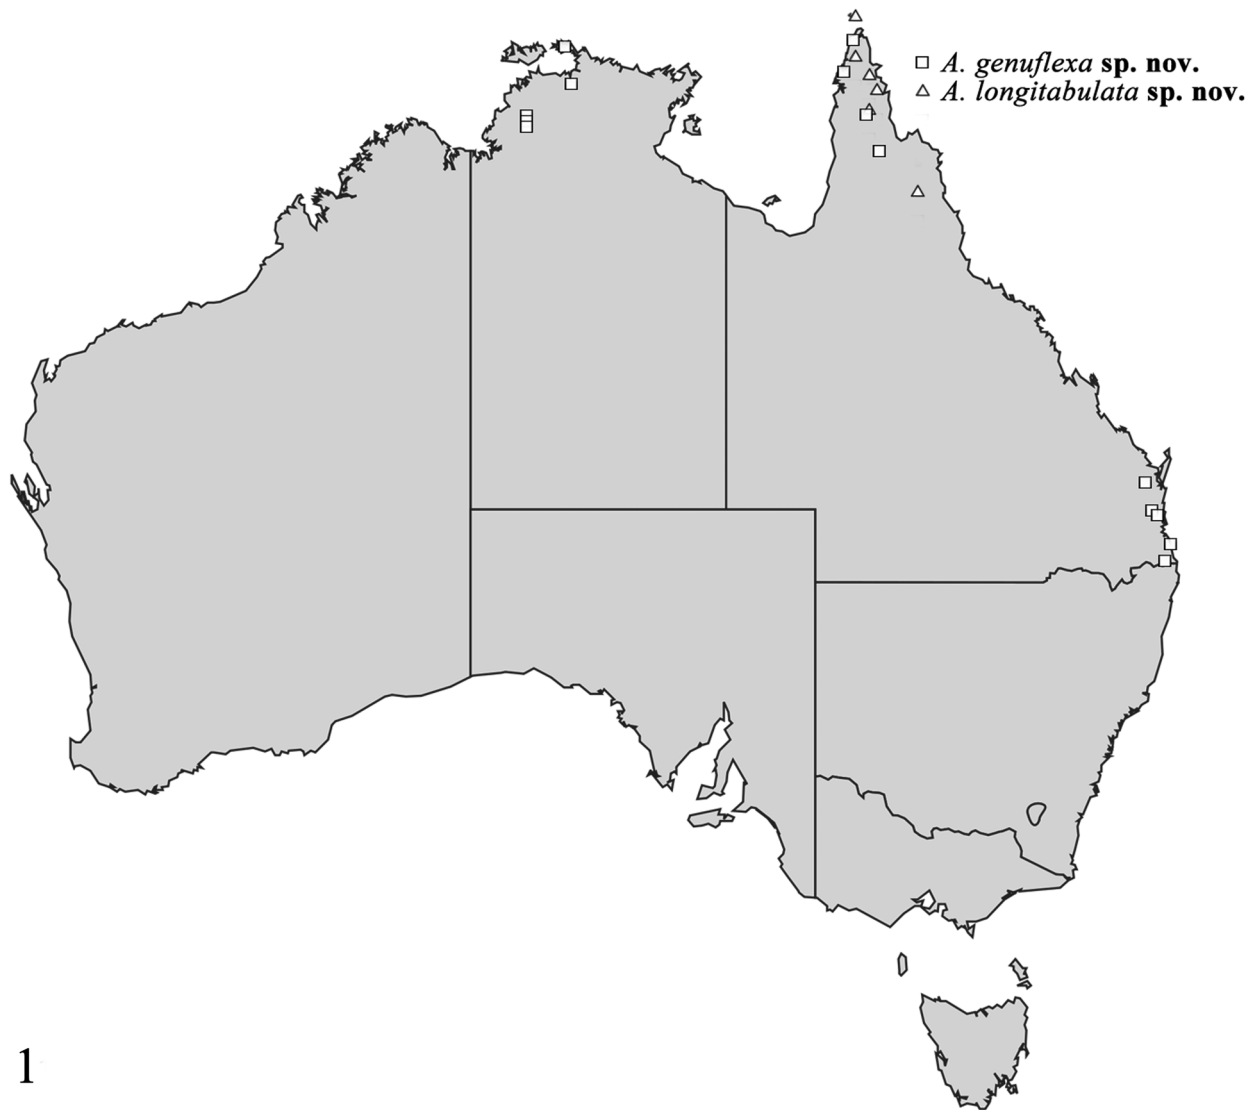 □ A. genuflexa sp. nov.
△ A. longitabulata sp. nov.
1